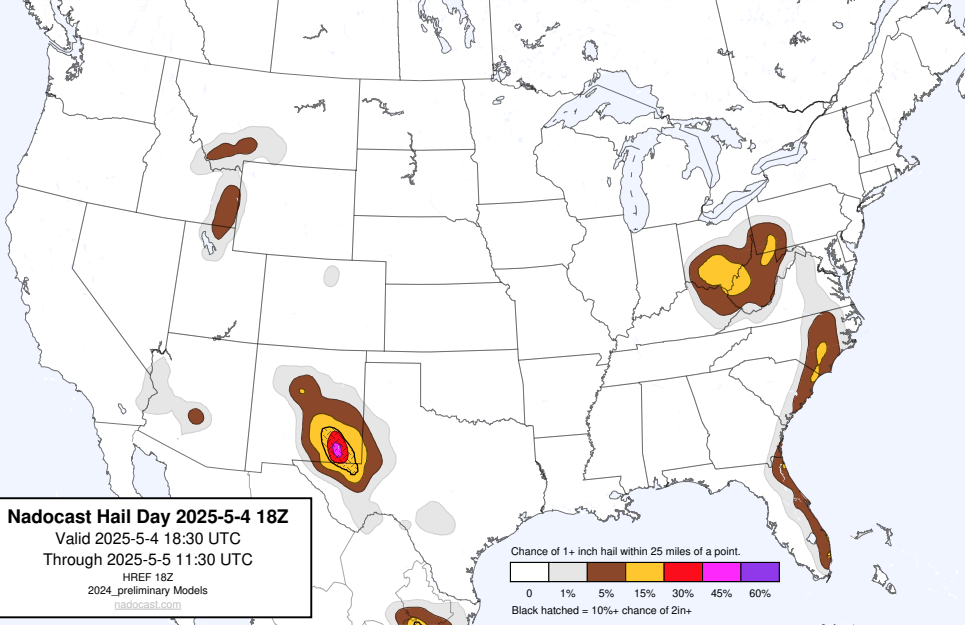 Nadocast Hail Day 2025-5-4 18Z
Valid 2025-5-4 18:30 UTC
Through 2025-5-5 11:30 UTC
HREF 18Z
2024_preliminary Models
nadocast.com
Chance of 1+ inch hail within 25 miles of a point.
0 1% 5% 15% 30% 45% 60%
Black hatched = 10%+ chance of 2in+